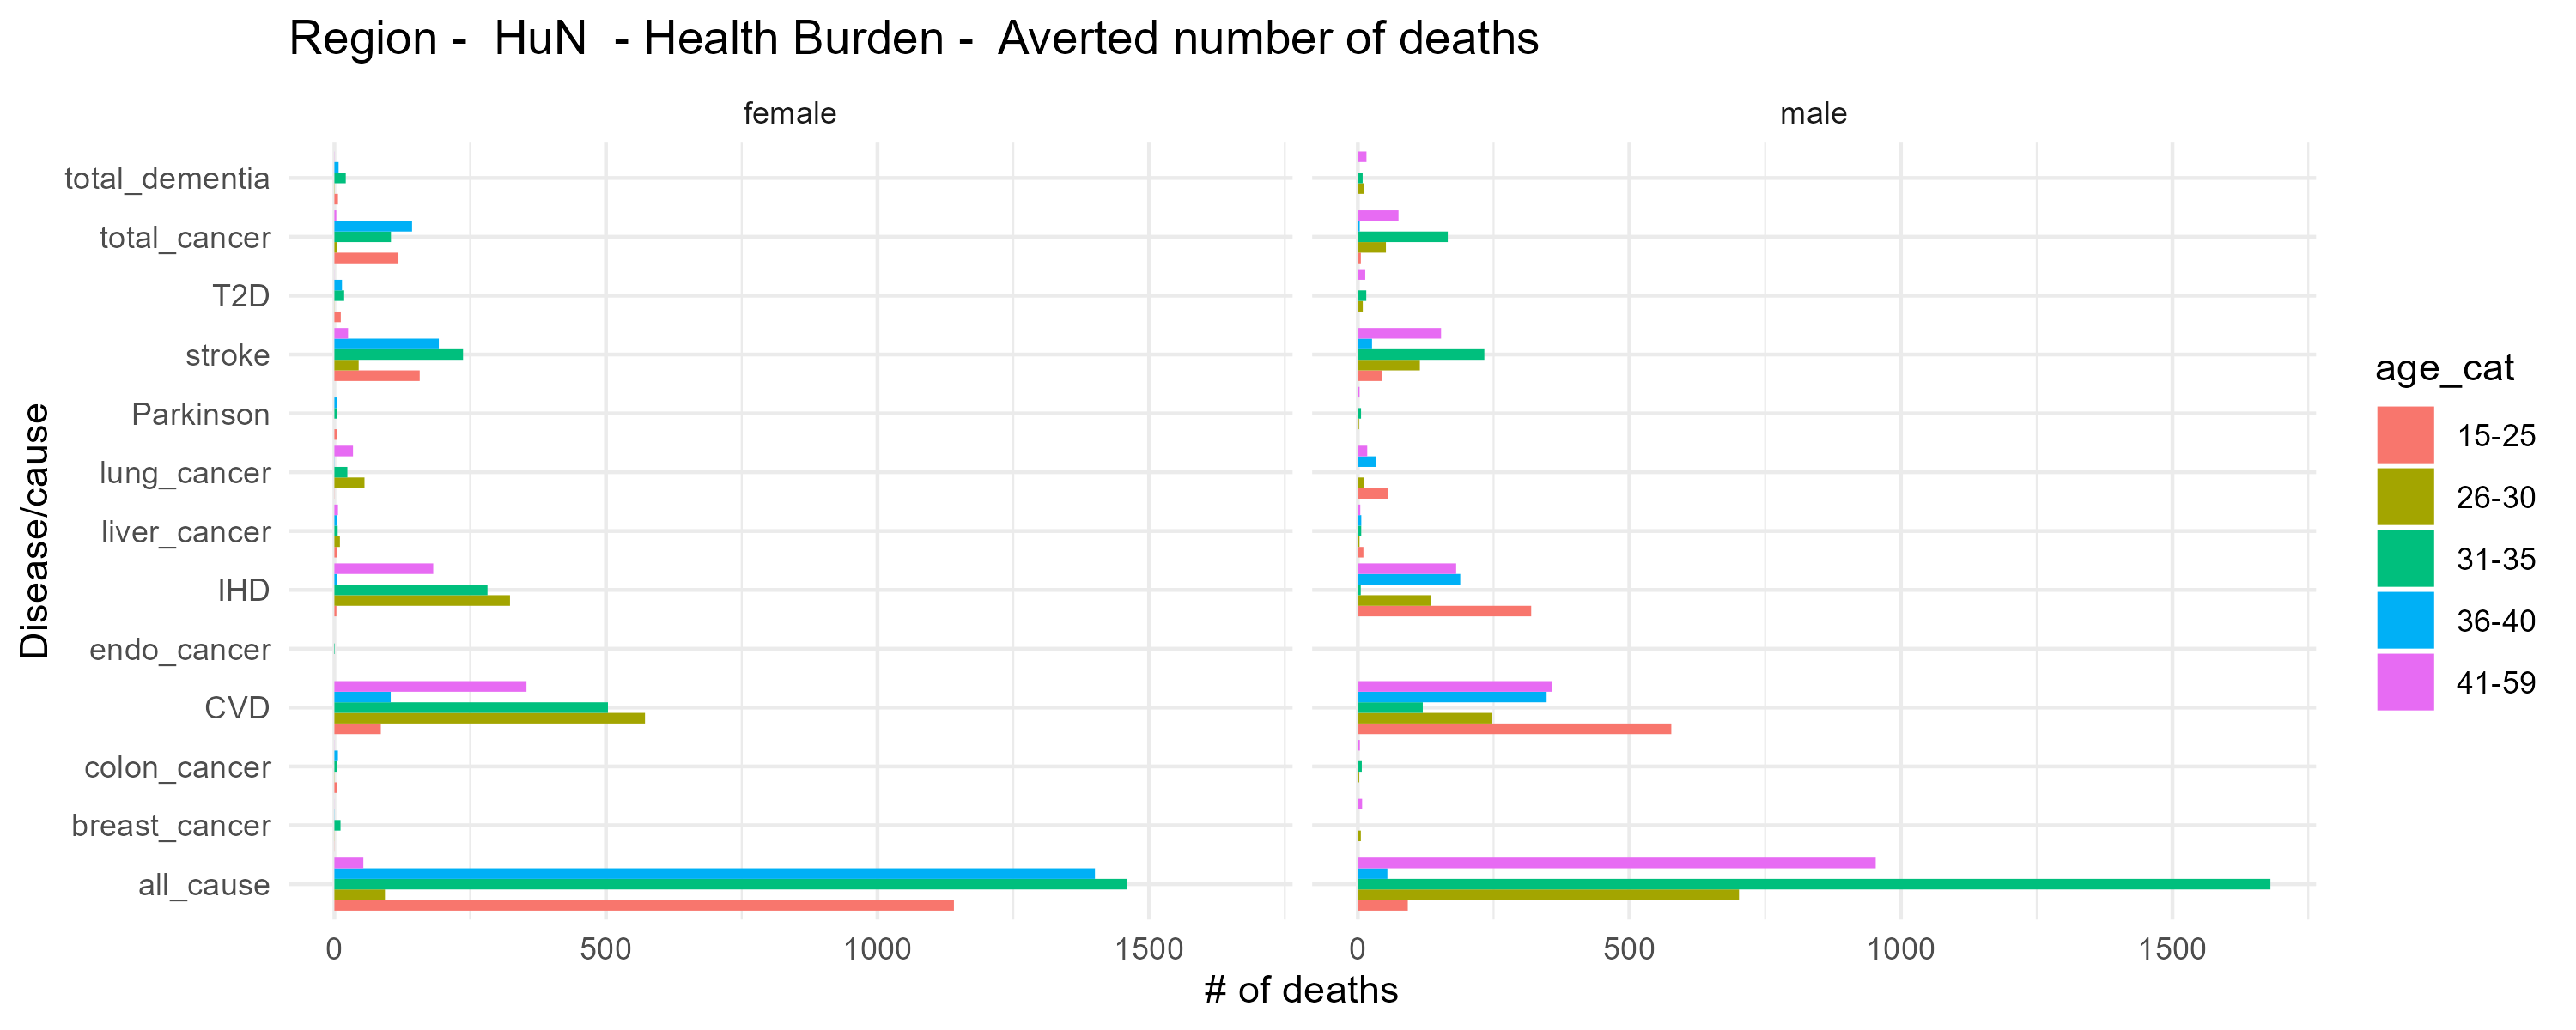 Region -  HuN  - Health Burden -  Averted number of deaths
female
male
Disease/cause
total_dementia
total_cancer
T2D
stroke
Parkinson
lung_cancer
liver_cancer
IHD
endo_cancer
CVD
colon_cancer
breast_cancer
all_cause
0
500
1000
1500
0
500
1000
1500
# of deaths
age_cat
15-25
26-30
31-35
36-40
41-59